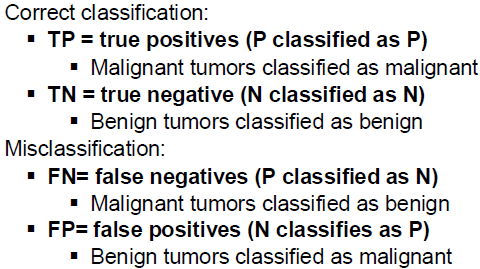 Correct classification:
▪ TP = true positives (P classified as P)
▪ Malignant tumors classified as malignant
▪ TN = true negative (N classified as N)
▪ Benign tumors classified as benign
Misclassification:
▪ FN= false negatives (P classified as N)
▪ Malignant tumors classified as benign
▪ FP= false positives (N classifies as P)
▪ Benign tumors classified as malignant